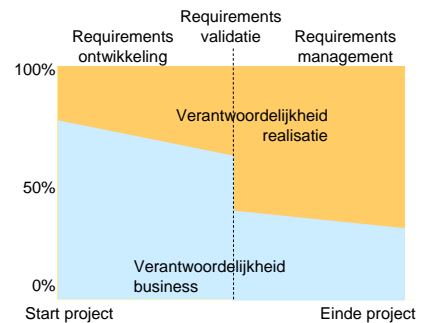 Requirements
validatie
Requirements
ontwikkeling
Requirements
management
100%
Verantwoordelijkheid
realisatie
50%
Verantwoordelijkheid
business
0%
Start project
Einde project